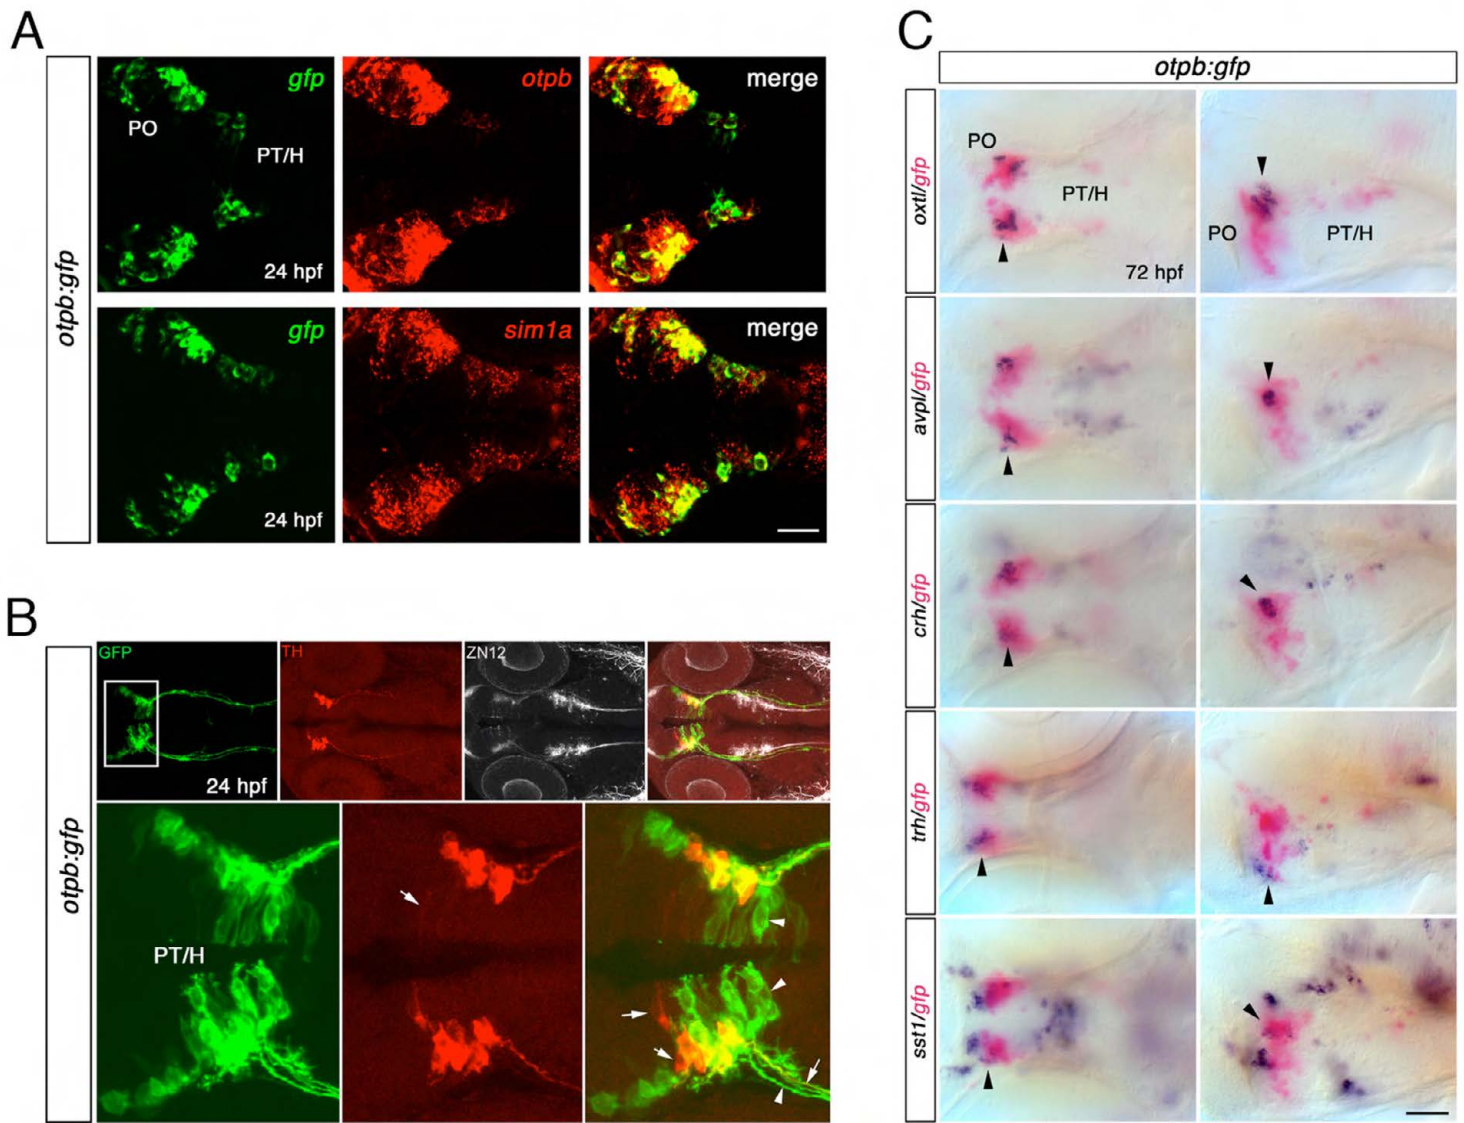 A
otpb:gfp
gfp
otpb
merge
PO
PT/H
24 hpf
gfp
sim1a
merge
24 hpf
B
otpb:gfp
GFP
TH
ZN12
24 hpf
PT/H
C
otpb:gfp
oxtl/gfp
PO
PT/H
72 hpf
PO
PT/H
avpl/gfp
crh/gfp
trh/gfp
sst1/gfp